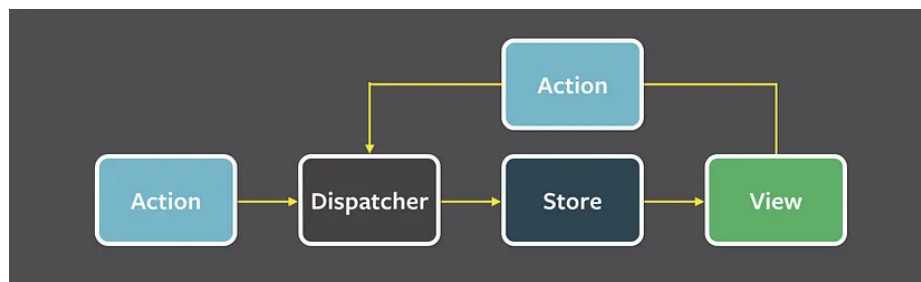 Action
Action
Dispatcher
Store
View